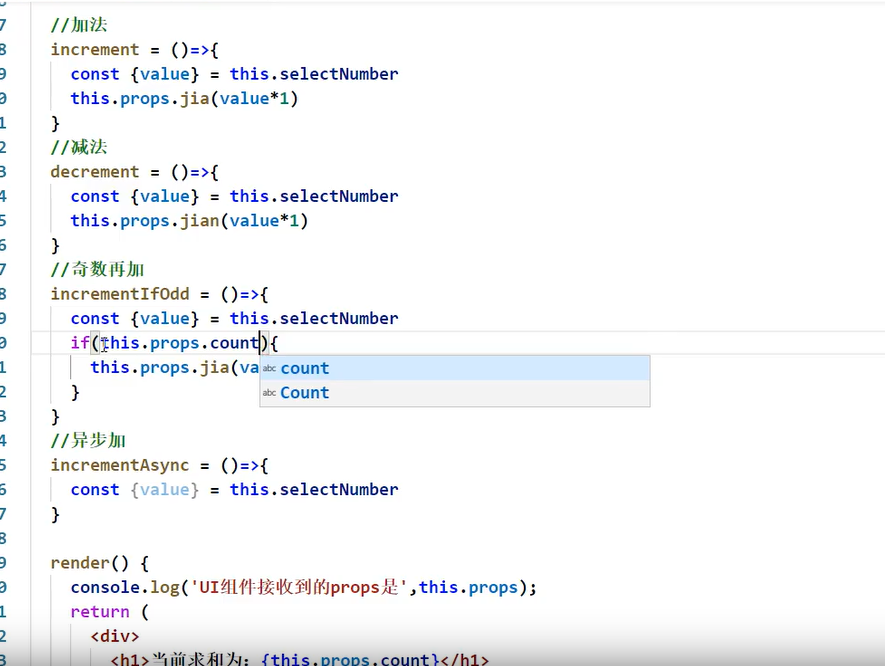 7 //加法
8 increment = ()=>{
9 const {value} = this.selectNumber
0 this.props.jia(value*1)
1 }
2 //减法
3 decrement = ()=>{
4 const {value} = this.selectNumber
5 this.props.jian(value*1)
6 }
7 //奇数再加
8 incrementIfOdd = ()=>{
9 const {value} = this.selectNumber
0 if(this.props.count){
1 this.props.jia(va
count
2 }
Count
3 }
4 //异步加
5 incrementAsync = ()=>{
6 const {value} = this.selectNumber
7 }
8
9 render() {
0 console.log('UI组件接收到的props是',this.props);
1 return (
2 <div>
3 <h1>当前求和为：{this.props.count}</h1>